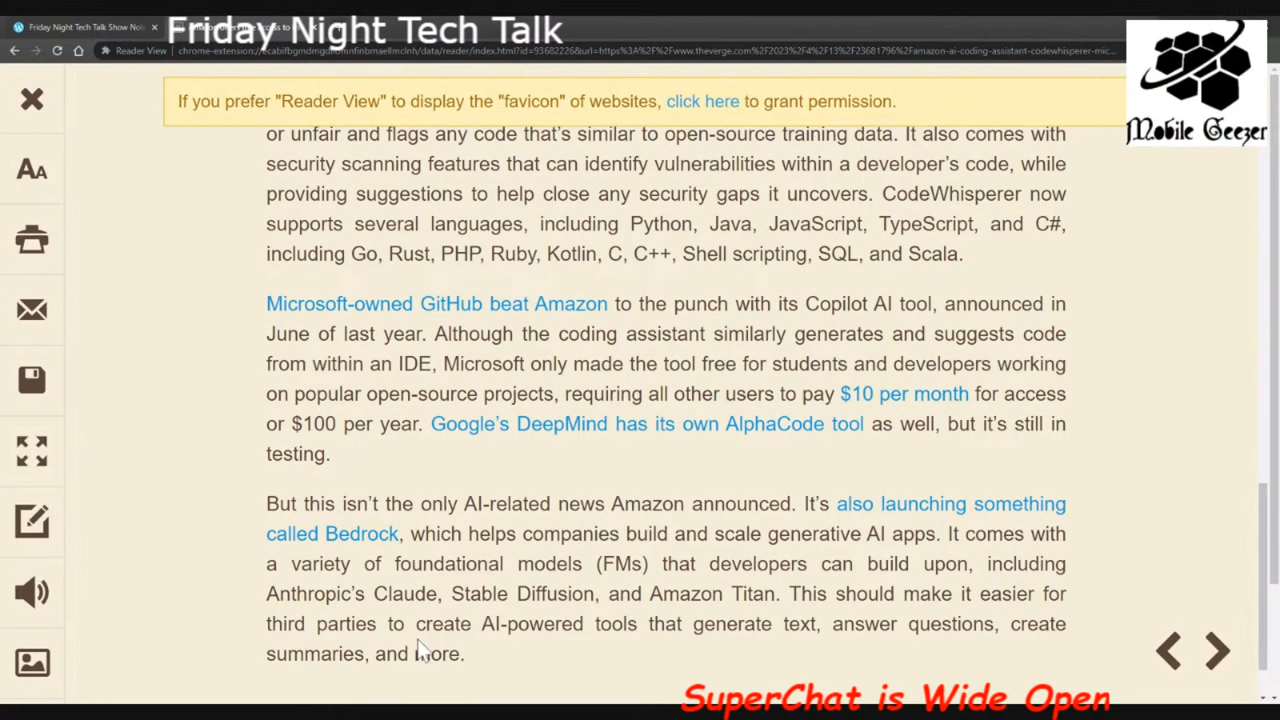 Friday Night Tech Talk Show No
Friday Night Tech Talk
Reader View
chrome-extension://ecabifbgmdmgdllomnfinbmaellmclnh/data/reader/index.html?id=93682226&url=https%3A%2F%2Fwww.theverge.com%2F2023%2F4%2F13%2F23681796%2Famazon-ai-coding-assistant-codewhisperer-mic...
Mobile Geezer
If you prefer "Reader View" to display the "favicon" of websites, click here to grant permission.
or unfair and flags any code that's similar to open-source training data. It also comes with
security scanning features that can identify vulnerabilities within a developer's code, while
providing suggestions to help close any security gaps it uncovers. CodeWhisperer now
supports several languages, including Python, Java, JavaScript, TypeScript, and C#,
including Go, Rust, PHP, Ruby, Kotlin, C, C++, Shell scripting, SQL, and Scala.
Microsoft-owned GitHub beat Amazon to the punch with its Copilot AI tool, announced in
June of last year. Although the coding assistant similarly generates and suggests code
from within an IDE, Microsoft only made the tool free for students and developers working
on popular open-source projects, requiring all other users to pay $10 per month for access
or $100 per year. Google's DeepMind has its own AlphaCode tool as well, but it's still in
testing.
But this isn't the only AI-related news Amazon announced. It's also launching something
called Bedrock, which helps companies build and scale generative AI apps. It comes with
a variety of foundational models (FMs) that developers can build upon, including
Anthropic's Claude, Stable Diffusion, and Amazon Titan. This should make it easier for
third parties to create AI-powered tools that generate text, answer questions, create
summaries, and more.
SuperChat is Wide Open